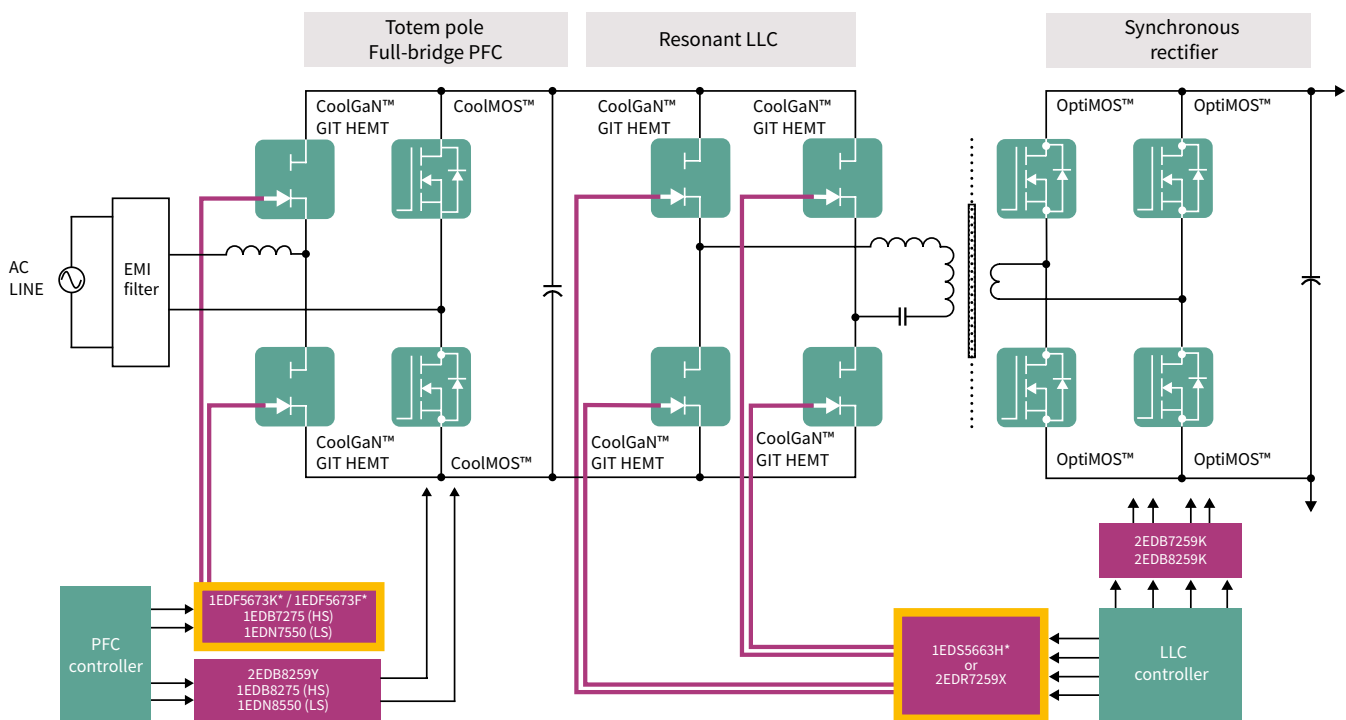 Totem pole
Full-bridge PFC
Resonant LLC
Synchronous
rectifier
CoolGaN™
GIT HEMT
CoolMOS™
CoolGaN™
GIT HEMT
CoolGaN™
GIT HEMT
OptiMOS™
OptiMOS™
AC
LINE
EMI
filter
CoolGaN™
GIT HEMT
CoolMOS™
CoolGaN™
GIT HEMT
CoolGaN™
GIT HEMT
OptiMOS™
OptiMOS™
PFC
controller
1EDF5673K* / 1EDF5673F*
1EDB7275 (HS)
1EDN7550 (LS)
2EDB8259Y
1EDB8275 (HS)
1EDN8550 (LS)
1EDS5663H*
or
2EDR7259X
2EDB7259K
2EDB8259K
LLC
controller